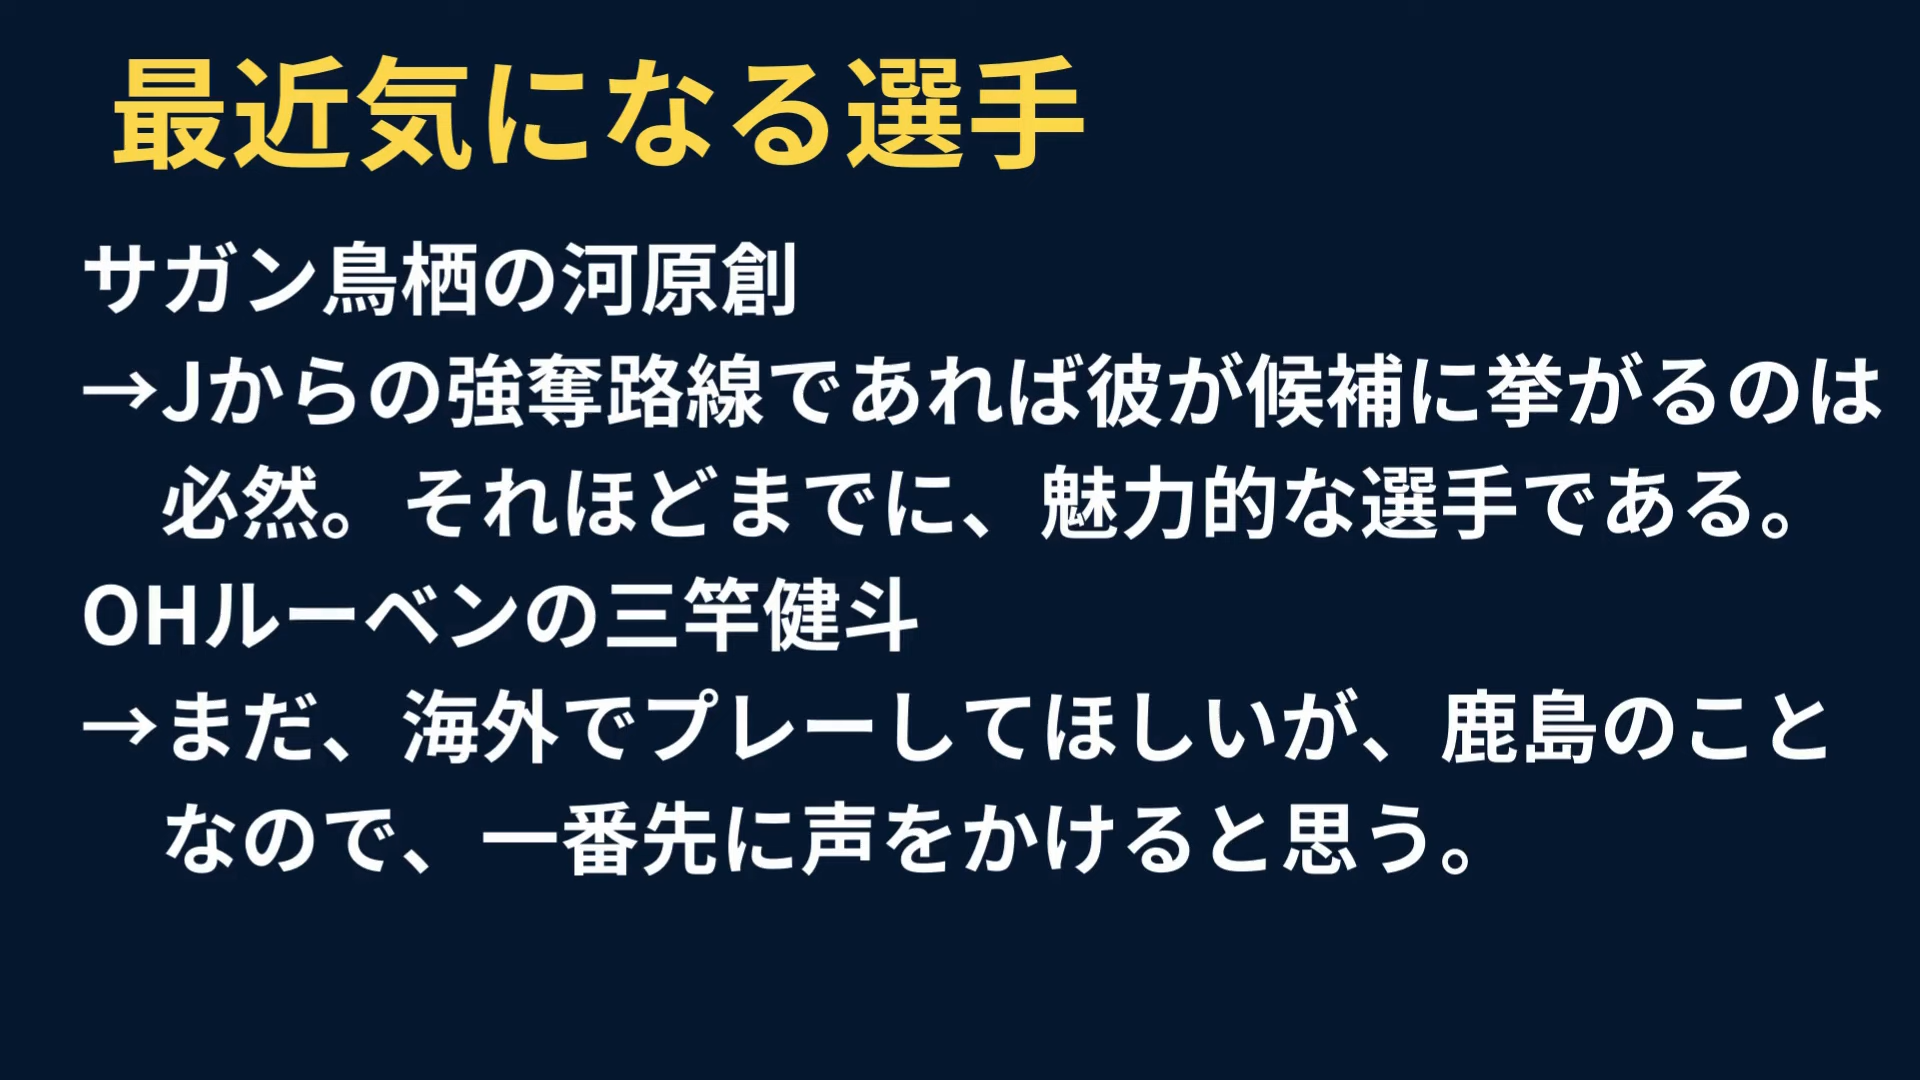 最近気になる選手
サガン鳥栖の河原創
→Jからの強奪路線であれば彼が候補に挙がるのは
必然。それほどまでに、魅力的な選手である。
OHルーベンの三竿健斗
→まだ、海外でプレーしてほしいが、鹿島のこと
なので、一番先に声をかけると思う。